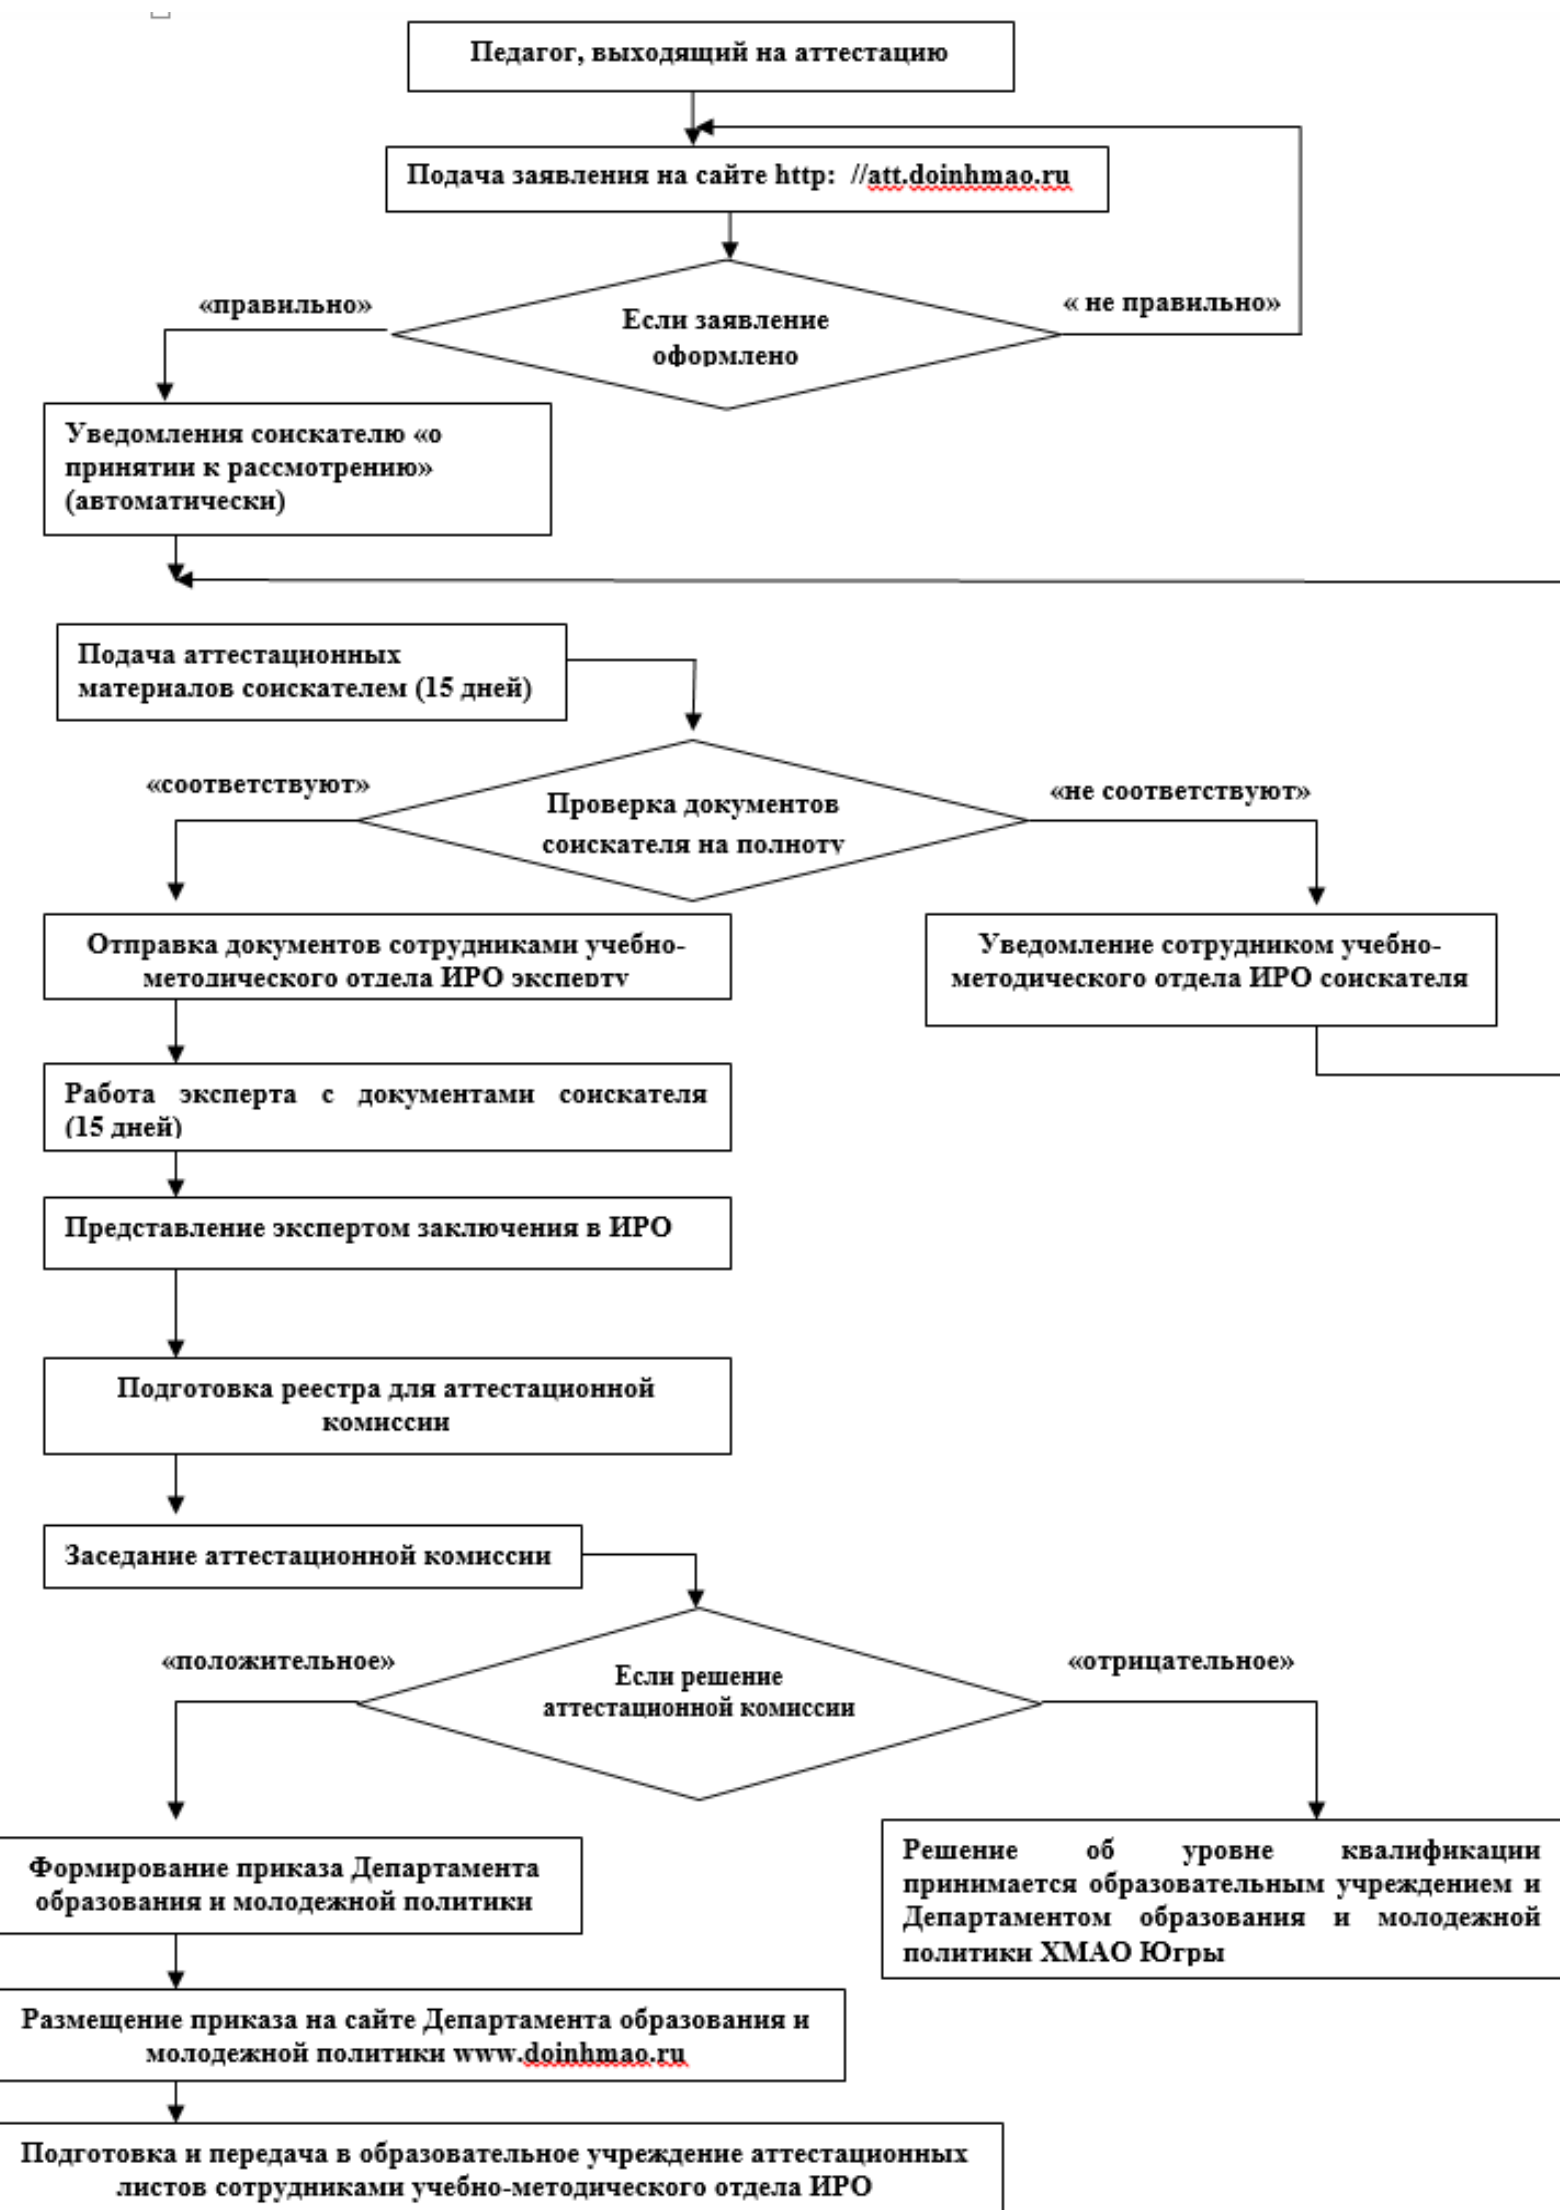 Педагог, выходящий на аттестацию
Подача заявления на сайте http: //att.doinhmao.ru
«правильно»
« не правильно»
Если заявление
оформлено
Уведомления соискателю «о
принятии к рассмотрению»
(автоматически)
Подача аттестационных
материалов соискателем (15 дней)
«соответствуют»
«не соответствуют»
Проверка документов
соискателя на полноту
Отправка документов сотрудниками учебно-
методического отдела ИРО эксперту
Уведомление сотрудником учебно-
методического отдела ИРО соискателя
Работа эксперта с документами соискателя
(15 дней)
Представление экспертом заключения в ИРО
Подготовка реестра для аттестационной
комиссии
Заседание аттестационной комиссии
«положительное»
«отрицательное»
Если решение
аттестационной комиссии
Формирование приказа Департамента
образования и молодежной политики
Решение об уровне квалификации
принимается образовательным учреждением и
Департаментом образования и молодежной
политики ХМАО Югры
Размещение приказа на сайте Департамента образования и
молодежной политики www.doinhmao.ru
Подготовка и передача в образовательное учреждение аттестационных
листов сотрудниками учебно-методического отдела ИРО